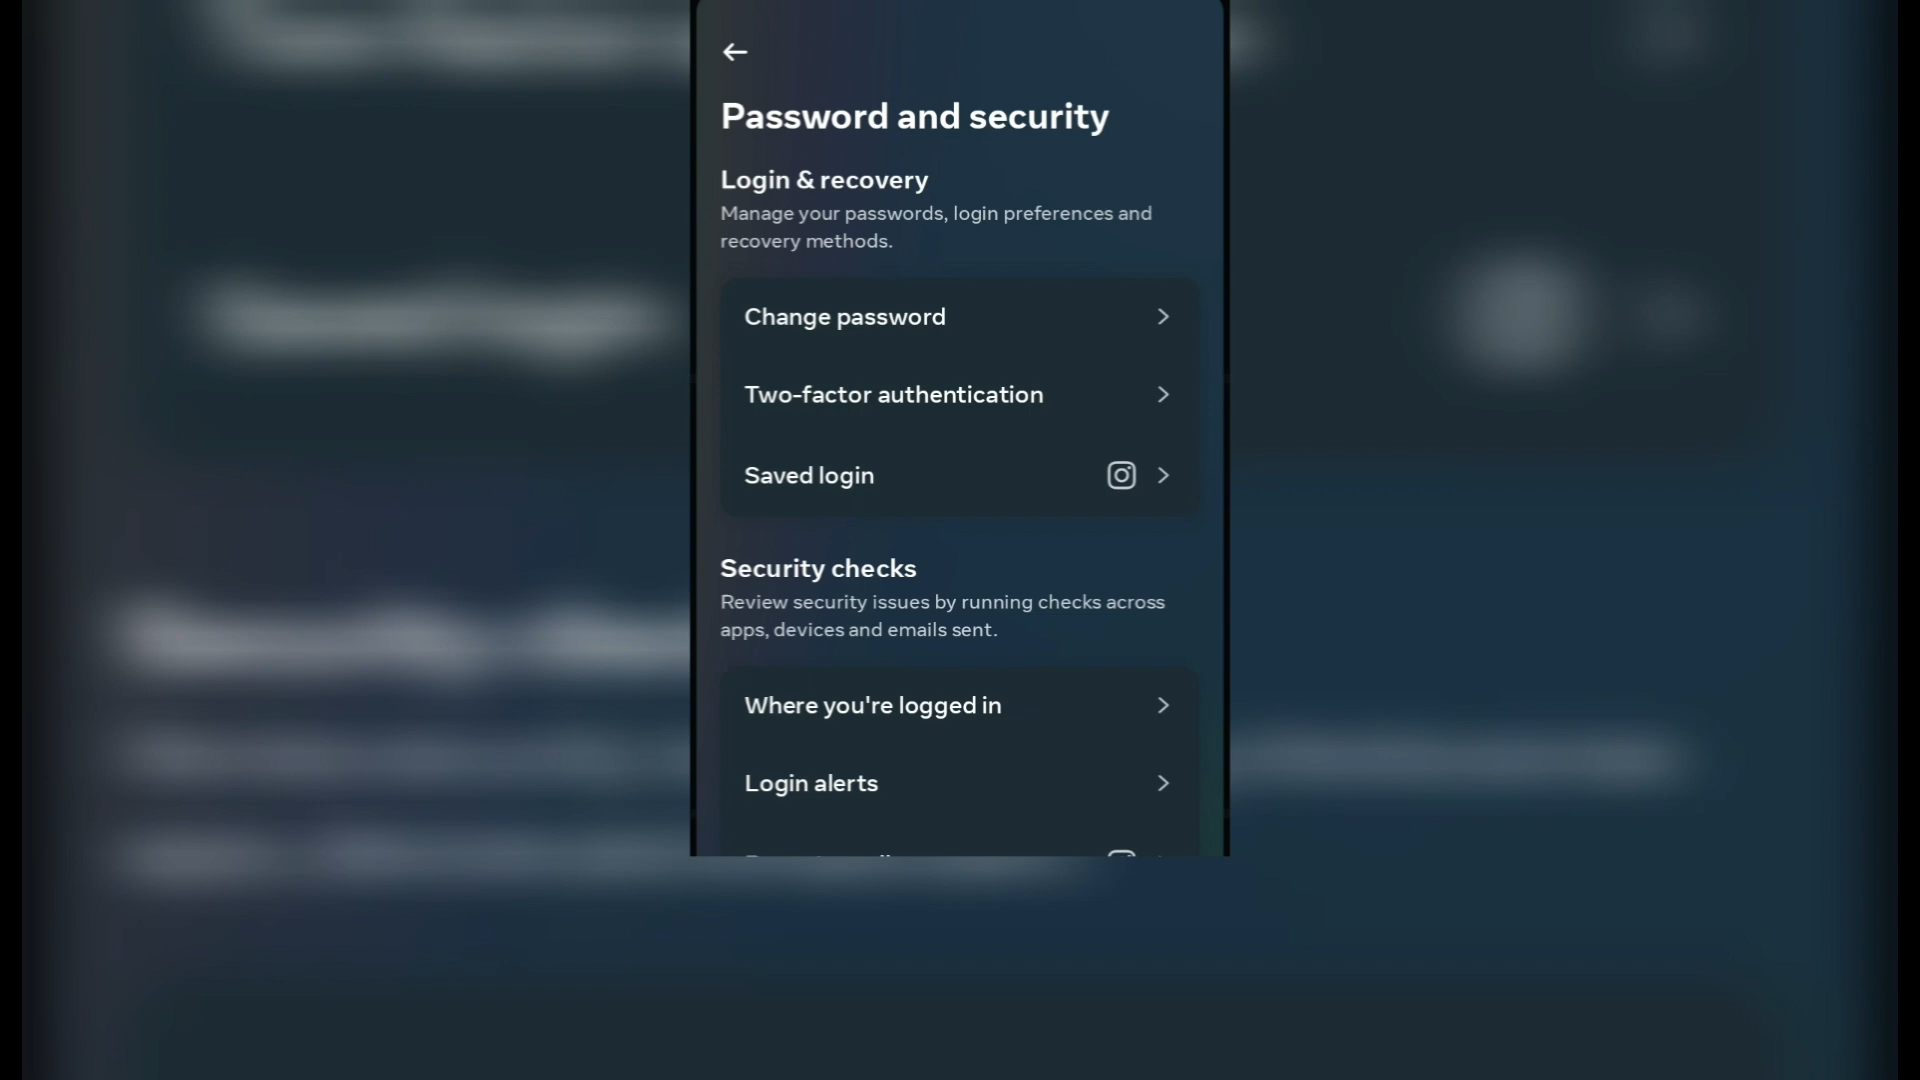 Password and security
Login & recovery
Manage your passwords, login preferences and
recovery methods.
Change password
Two-factor authentication
Saved login
Security checks
Review security issues by running checks across
apps, devices and emails sent.
Where you're logged in
Login alerts